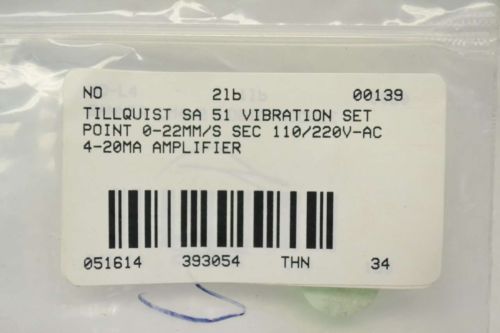 NO 21b 00139
TILLQUIST SA 51 VIBRATION SET
POINT 0-22MM/S SEC 110/220V-AC
4-20MA AMPLIFIER
051614 393054 THN 34